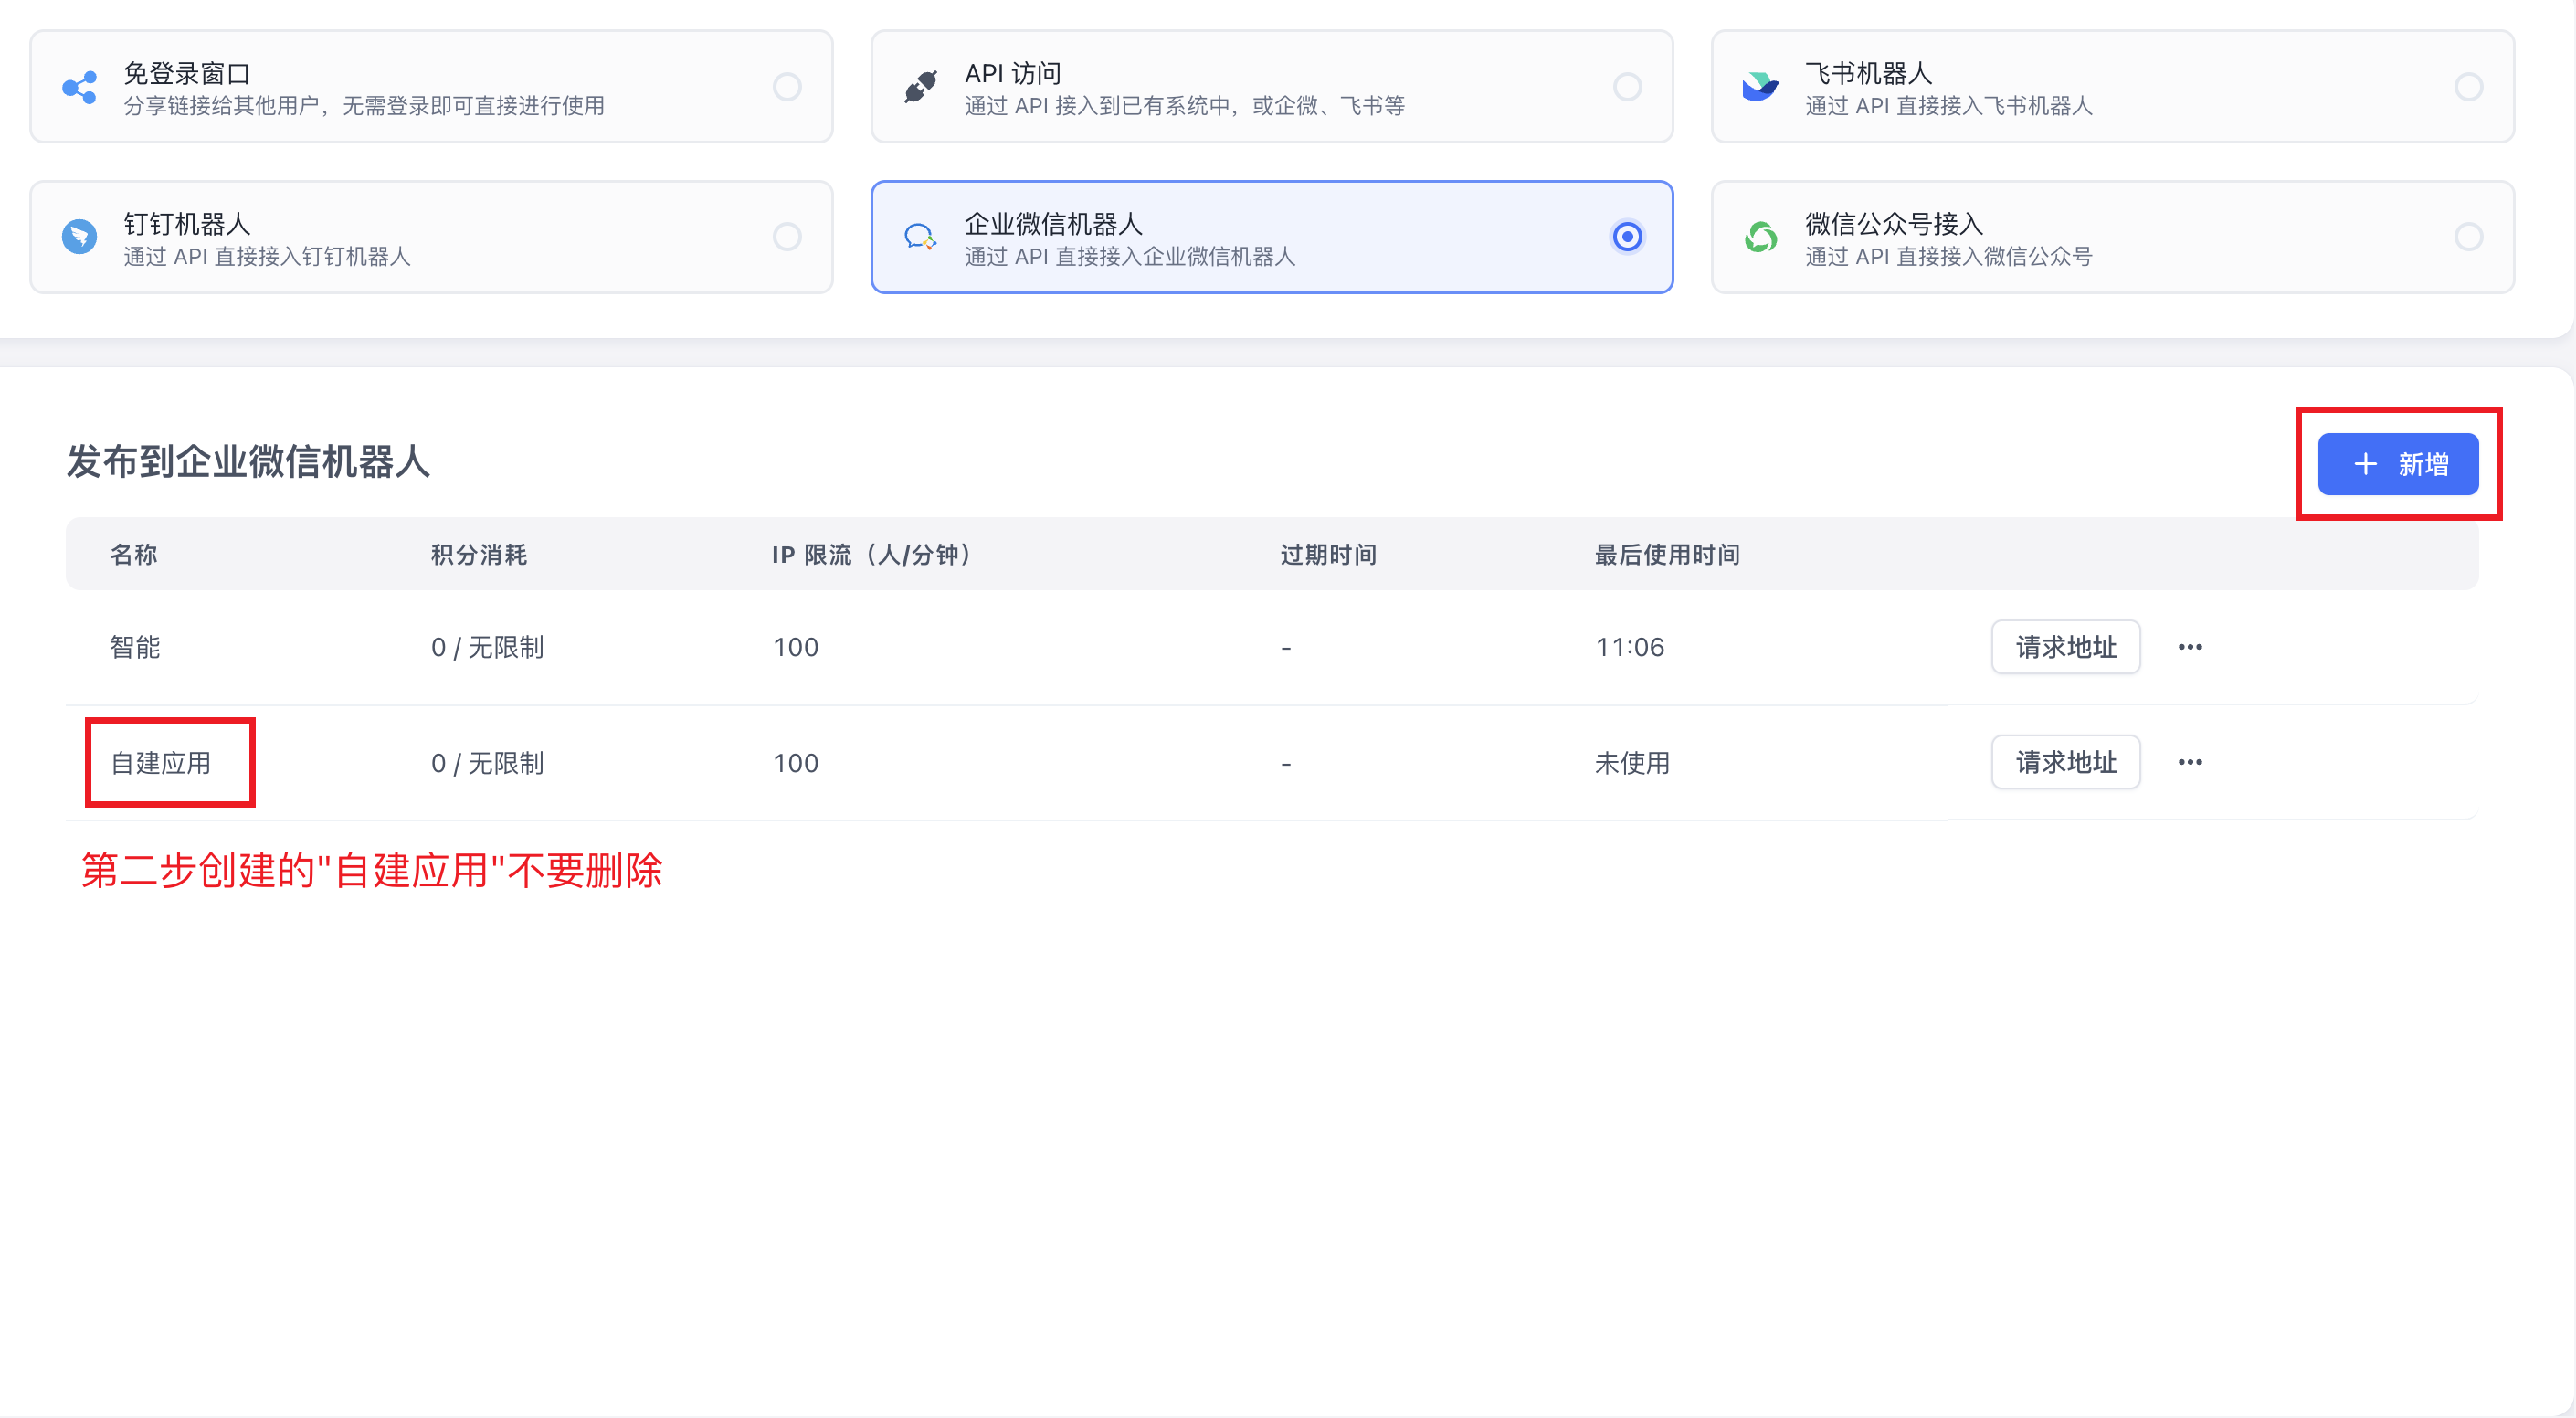 免登录窗口
分享链接给其他用户，无需登录即可直接进行使用
API 访问
通过 API 接入到已有系统中，或企微、飞书等
飞书机器人
通过 API 直接接入飞书机器人
钉钉机器人
通过 API 直接接入钉钉机器人
企业微信机器人
通过 API 直接接入企业微信机器人
微信公众号接入
通过 API 直接接入微信公众号
发布到企业微信机器人
+ 新增
名称 积分消耗 IP 限流（人/分钟） 过期时间 最后使用时间
智能 0 / 无限制 100 - 11:06 请求地址 •••
自建应用 0 / 无限制 100 - 未使用 请求地址 •••
第二步创建的"自建应用"不要删除